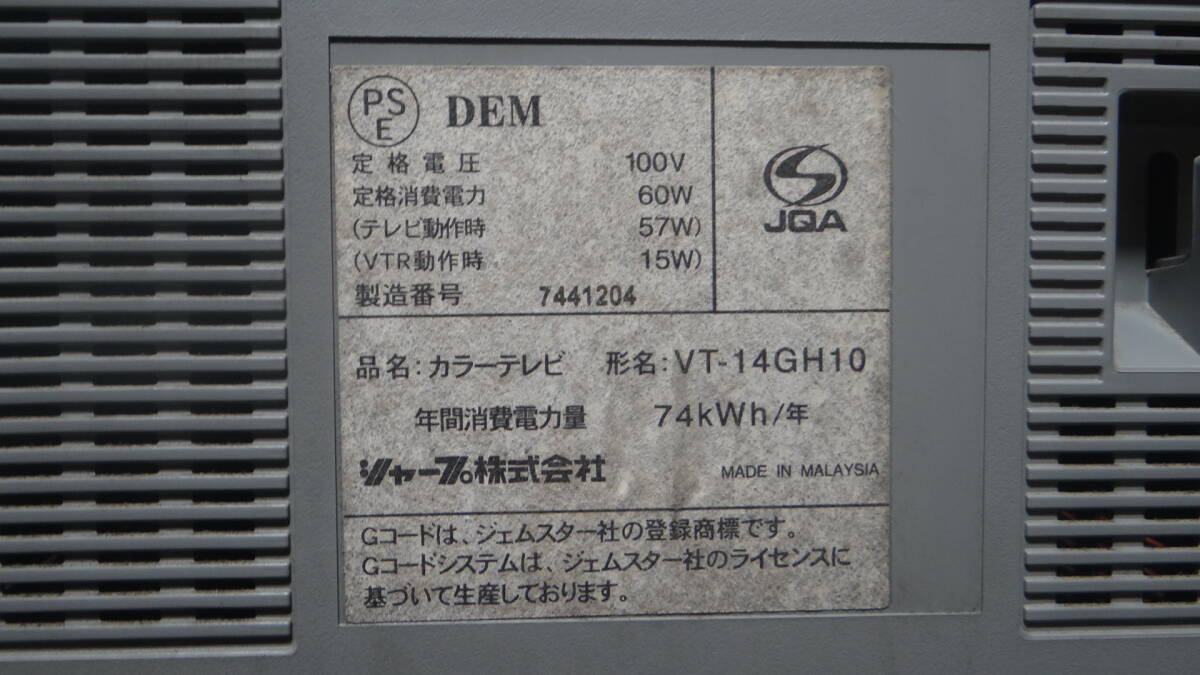 PSE DEM
定格電圧 100V
定格消費電力 60W
(テレビ動作時 57W)
(VTR動作時 15W)
製造番号 7441204
JQA
品名：カラーテレビ 形名：VT-14GH10
年間消費電力量 74kWh/年
シャープ株式会社 MADE IN MALAYSIA
Gコードは、ジェムスター社の登録商標です。
Gコードシステムは、ジェムスター社のライセンスに
基づいて生産しております。